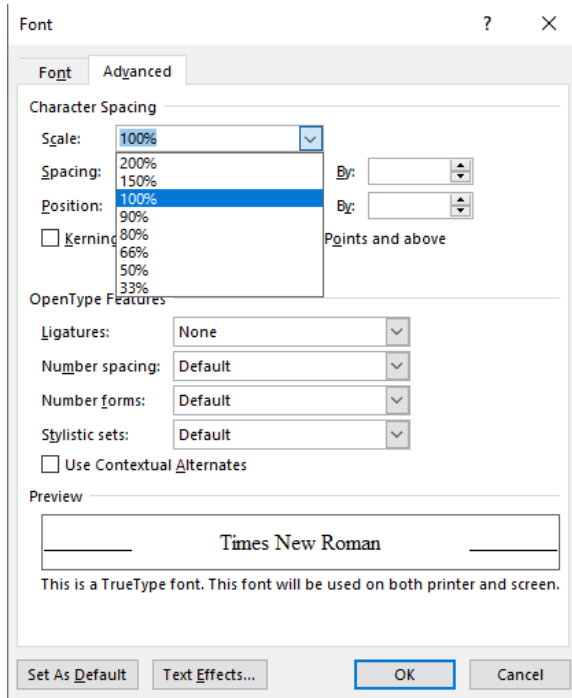 Font ?
Font Advanced
Character Spacing
Scale: 100%
200%
Spacing: By:
150%
100%
Position: By:
90%
Kerning 80% Points and above
66%
50%
33%
OpenType Features
Ligatures: None
Number spacing: Default
Number forms: Default
Stylistic sets: Default
Use Contextual Alternates
Preview
Times New Roman
This is a TrueType font. This font will be used on both printer and screen.
Set As Default Text Effects... OK Cancel